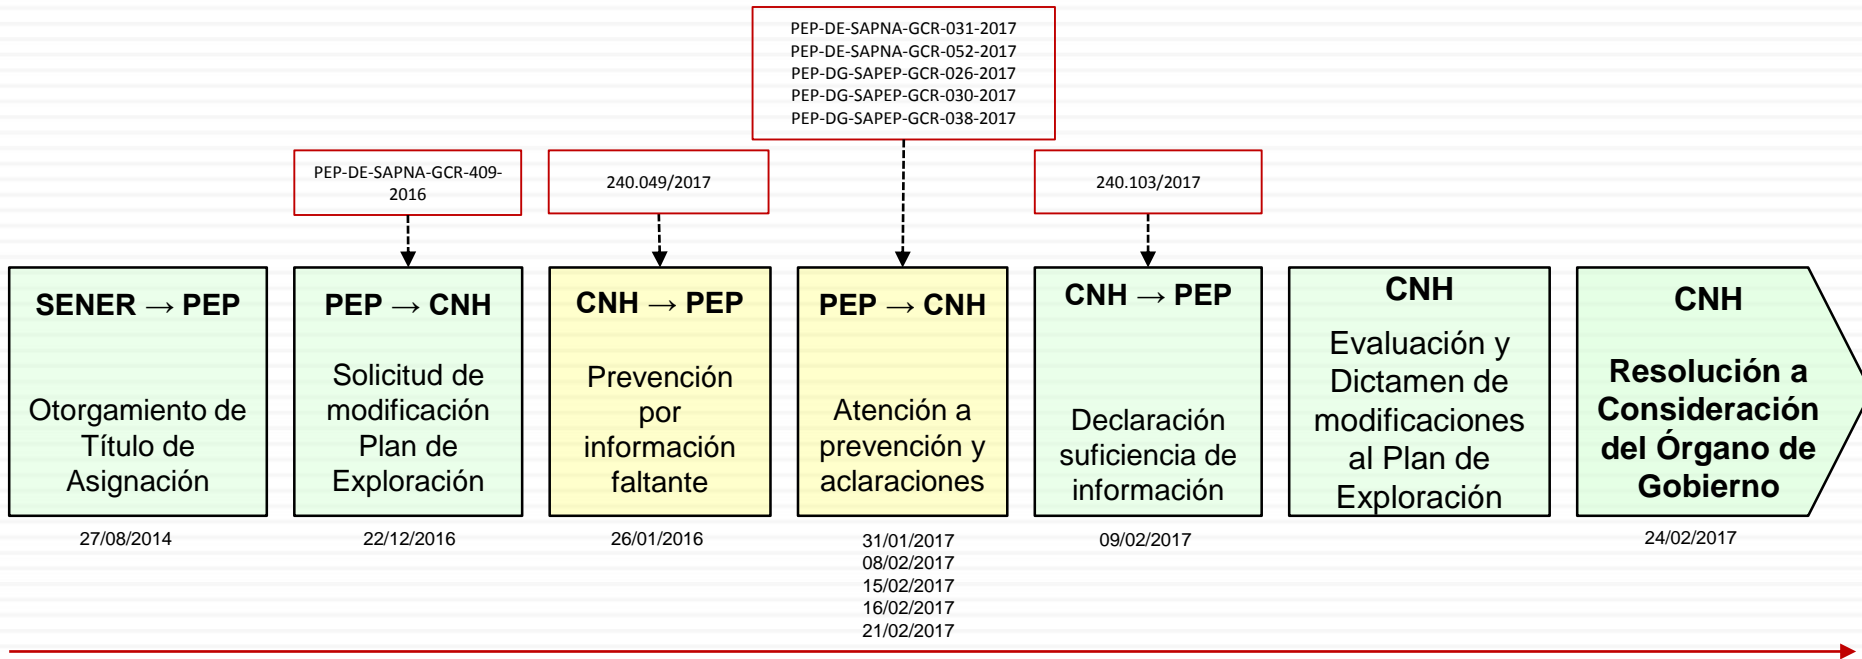 PEP-DE-SAPNA-GCR-031-2017
PEP-DE-SAPNA-GCR-052-2017
PEP-DG-SAPEP-GCR-026-2017
PEP-DG-SAPEP-GCR-030-2017
PEP-DG-SAPEP-GCR-038-2017
PEP-DE-SAPNA-GCR-409-
2016
240.049/2017
240.103/2017
SENER → PEP
Otorgamiento de
Título de
Asignación
27/08/2014
PEP → CNH
Solicitud de
modificación
Plan de
Exploración
22/12/2016
CNH → PEP
Prevención
por
información
faltante
26/01/2016
PEP → CNH
Atención a
prevención y
aclaraciones
31/01/2017
08/02/2017
15/02/2017
16/02/2017
21/02/2017
CNH → PEP
Declaración
suficiencia de
información
09/02/2017
CNH
Evaluación y
Dictamen de
modificaciones
al Plan de
Exploración
CNH
Resolución a
Consideración
del Órgano de
Gobierno
24/02/2017